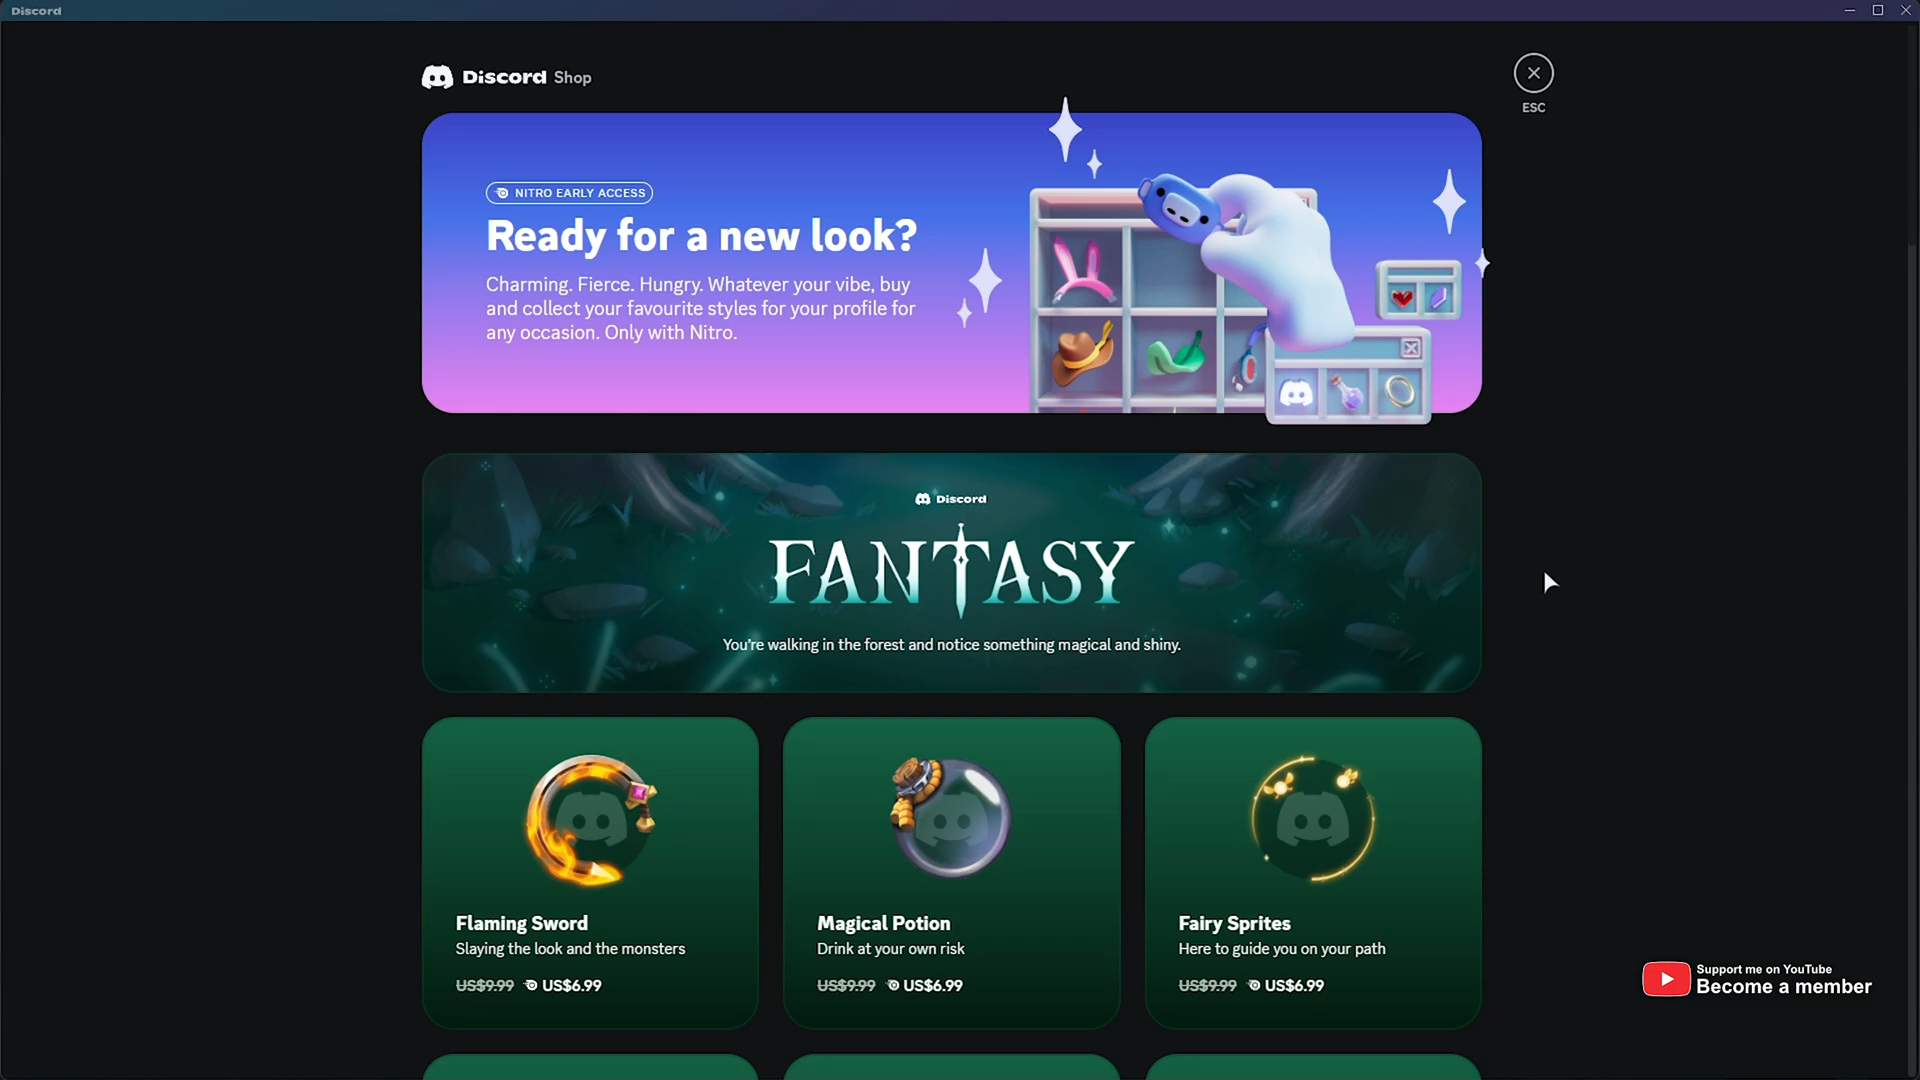 Discord
Discord Shop
ESC
NITRO EARLY ACCESS
Ready for a new look?
Charming. Fierce. Hungry. Whatever your vibe, buy
and collect your favourite styles for your profile for
any occasion. Only with Nitro.
Discord
FANTASY
You're walking in the forest and notice something magical and shiny.
Flaming Sword
Slaying the look and the monsters
US$9.99 US$6.99
Magical Potion
Drink at your own risk
US$9.99 US$6.99
Fairy Sprites
Here to guide you on your path
US$9.99 US$6.99
Support me on YouTube
Become a member